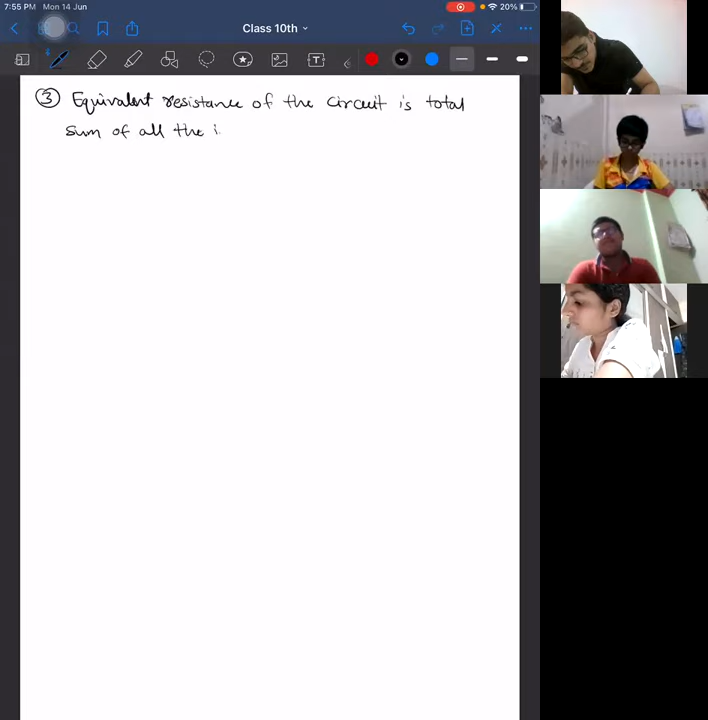 7:55 PM Mon 14 Jun
20%
Class 10th
T
③ Equivalent resistance of the circuit is total
sum of all the i